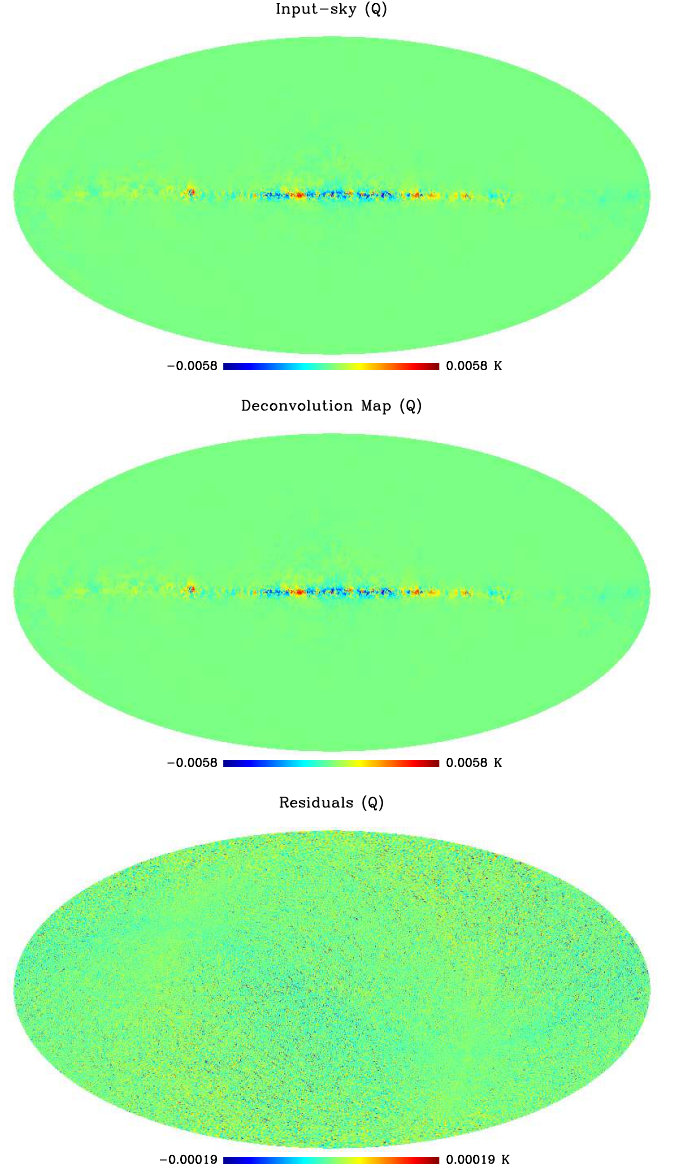 Input-sky (Q)
-0.0058 0.0058 K
Deconvolution Map (Q)
-0.0058 0.0058 K
Residuals (Q)
-0.00019 0.00019 K